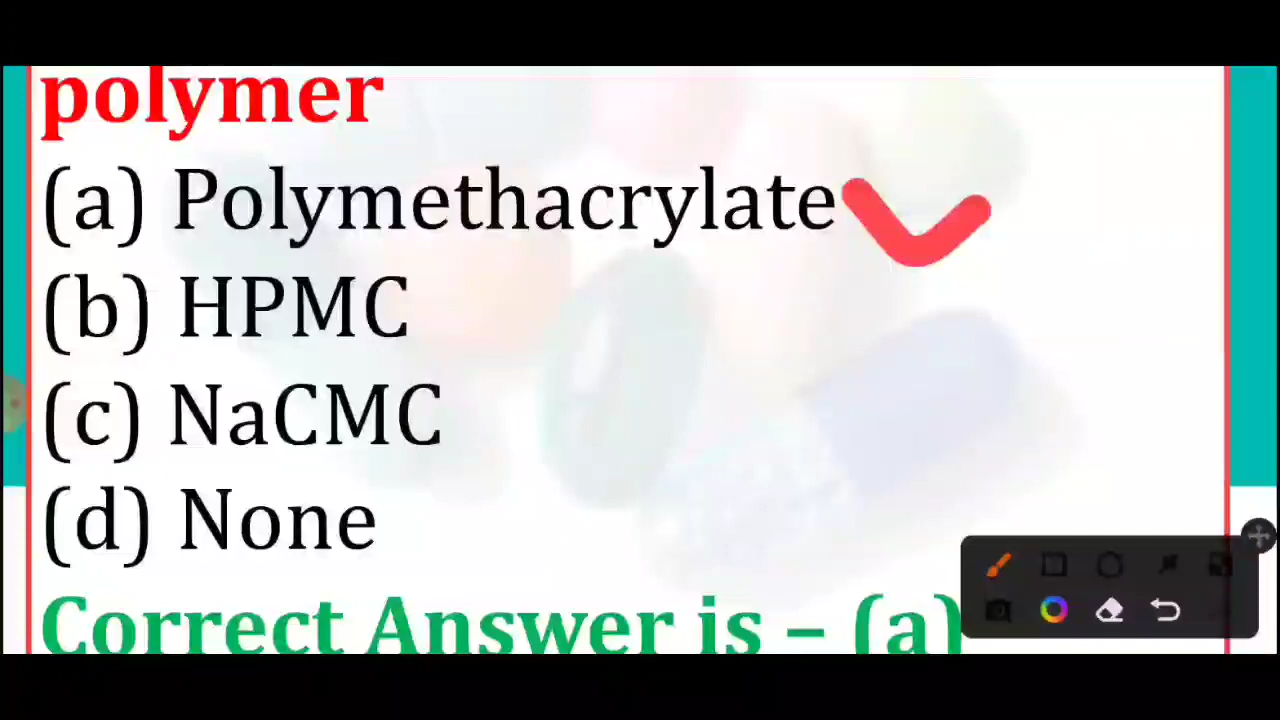 polymer
(a) Polymethacrylate
(b) HPMC
(c) NaCMC
(d) None
Correct Answer is – (a)